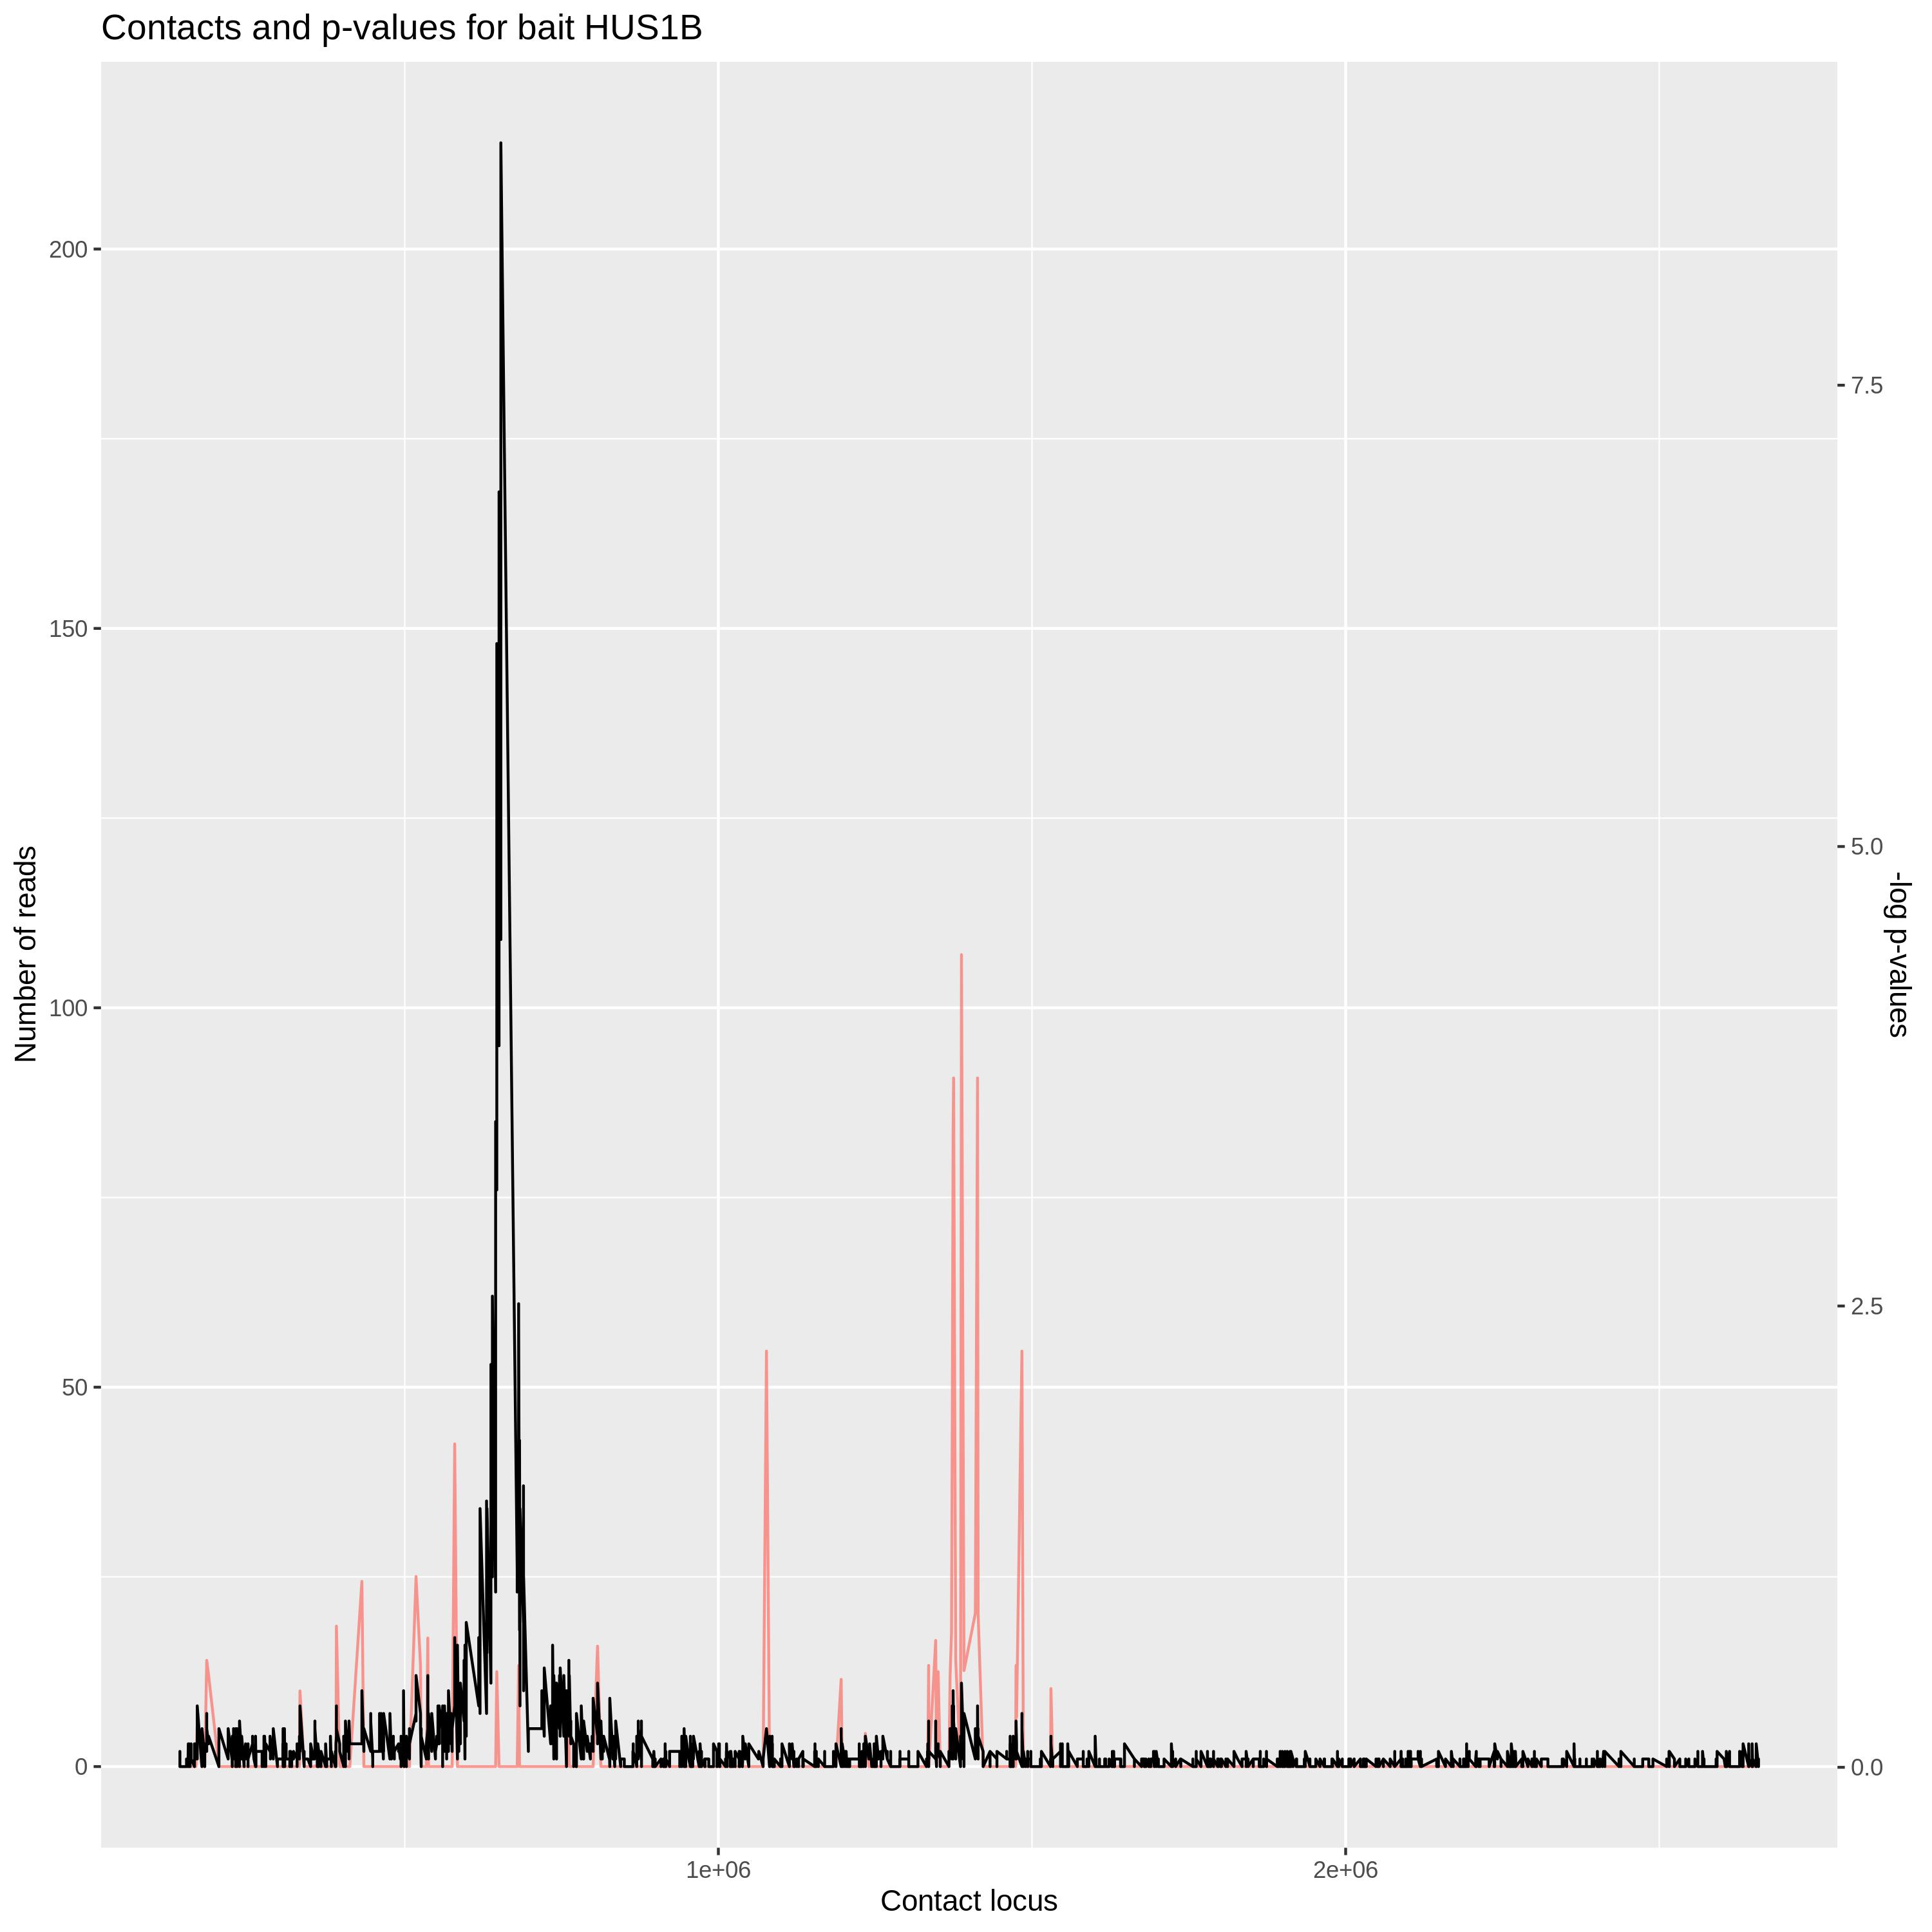 Contacts and p-values for bait HUS1B
Number of reads
200
150
100
50
0
7.5
5.0
2.5
0.0
-log p-values
1e+06
2e+06
Contact locus